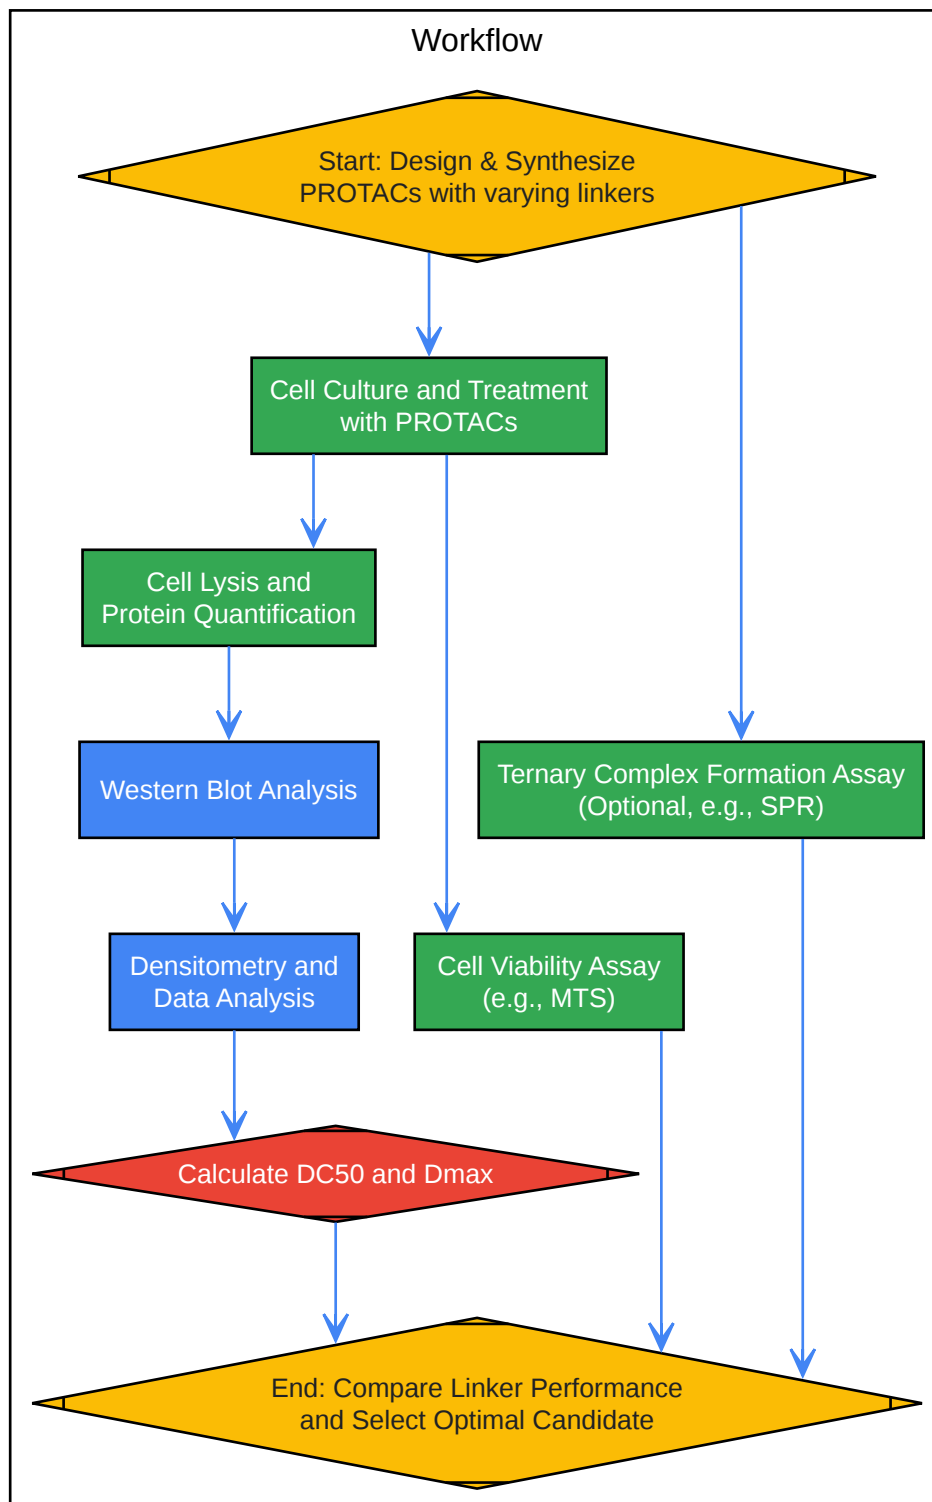 Workflow
Start: Design & Synthesize
PROTACs with varying linkers
Cell Culture and Treatment
with PROTACs
Cell Lysis and
Protein Quantification
Western Blot Analysis
Ternary Complex Formation Assay
(Optional, e.g., SPR)
Densitometry and
Data Analysis
Cell Viability Assay
(e.g., MTS)
Calculate DC50 and Dmax
End: Compare Linker Performance
and Select Optimal Candidate